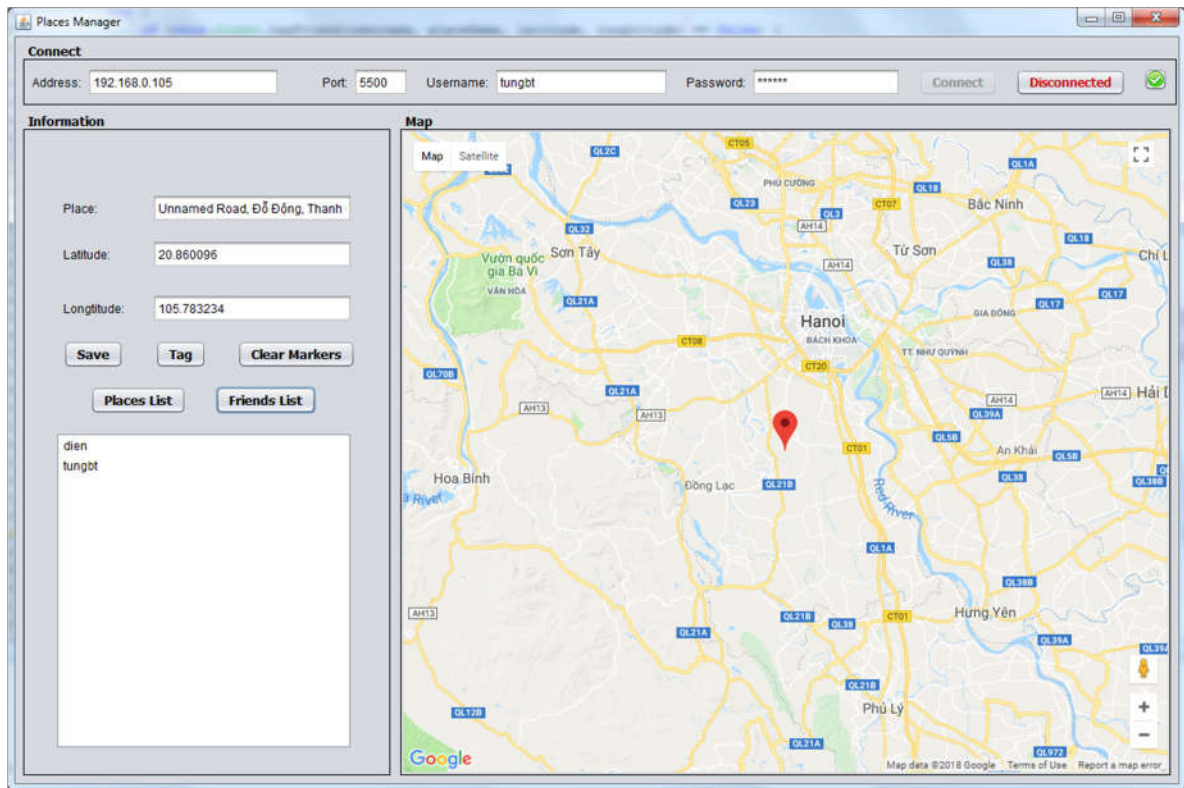 Places Manager
Connect
Address: 192.168.0.105 Port: 5500 Username: tungbt Password: ****** Connect Disconnected
Information
Place: Unnamed Road, Đỗ Động, Thanh
Latitude: 20.860096
Longtitude: 105.783234
Save Tag Clear Markers
Places List Friends List
dien
tungbt
Map
Map Satellite
QL2C
CT05
QL1A
PHÚ CƯỜNG
QL18
QL23
QL3
CT07
Bắc Ninh
AH14
QL32
Sơn Tây
Từ Sơn
QL18
Vườn quốc
gia Ba Vì
AH14
QL38
Chí L
VÂN HÒA
QL21A
GIA ĐÔNG
QL17
QL17
Hanoi
BÁCH KHOA
CT08
TT. NHƯ QUỲNH
CT20
QL70B
QL21A
AH13
AH13
AH14
AH14
Hải D
QL39A
CT01
QL5B
An Khải
QL5B
Hoa Binh
Đồng Lạc
QL21B
QL38
QL38B
River
Red River
QL1A
QL38B
AH13
QL21B
QL38
CT01
Hưng Yên
QL21A
QL39A
QL39A
QL21B
QL12B
Phủ Lý
QL21A
QL972
Google
Map data ©2018 Google Terms of Use Report a map error